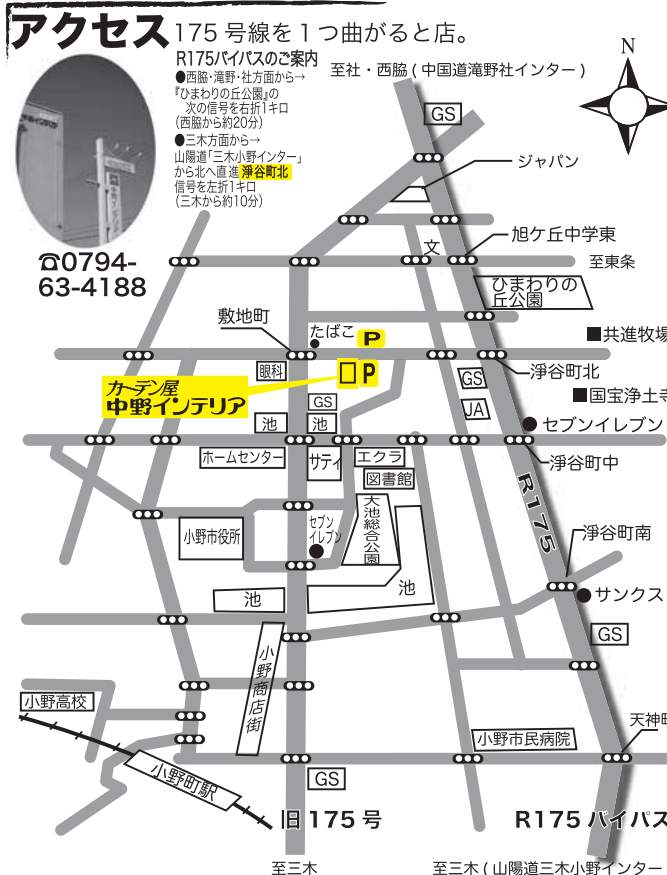 アクセス 175号線を1つ曲がると店。
R175バイパスのご案内
●西脇・滝野・社方面から→
『ひまわりの丘公園』の
次の信号を右折1キロ
(西脇から約20分)
●三木方面から→
山陽道「三木小野インター」
から北へ直進淨谷町北
信号を左折1キロ
(三木から約10分)
☎0794-
63-4188
至社・西脇(中国道滝野社インター)
N
GS
ジャパン
文
旭ケ丘中学東
至東条
ひまわりの
丘公園
敷地町
たばこ
P
■共進牧場
眼科
P
淨谷町北
カーテン屋
中野インテリア
GS
GS
JA
■国宝浄土寺
池
池
セブンイレブン
ホームセンター
サティ
エクラ
淨谷町中
図書館
R175
小野市役所
セブン
イレブン
大池総合公園
淨谷町南
池
池
サンクス
GS
小野商店街
小野高校
天神町
小野市民病院
小野町駅
GS
旧175号
R175バイパス
至三木
至三木(山陽道三木小野インター